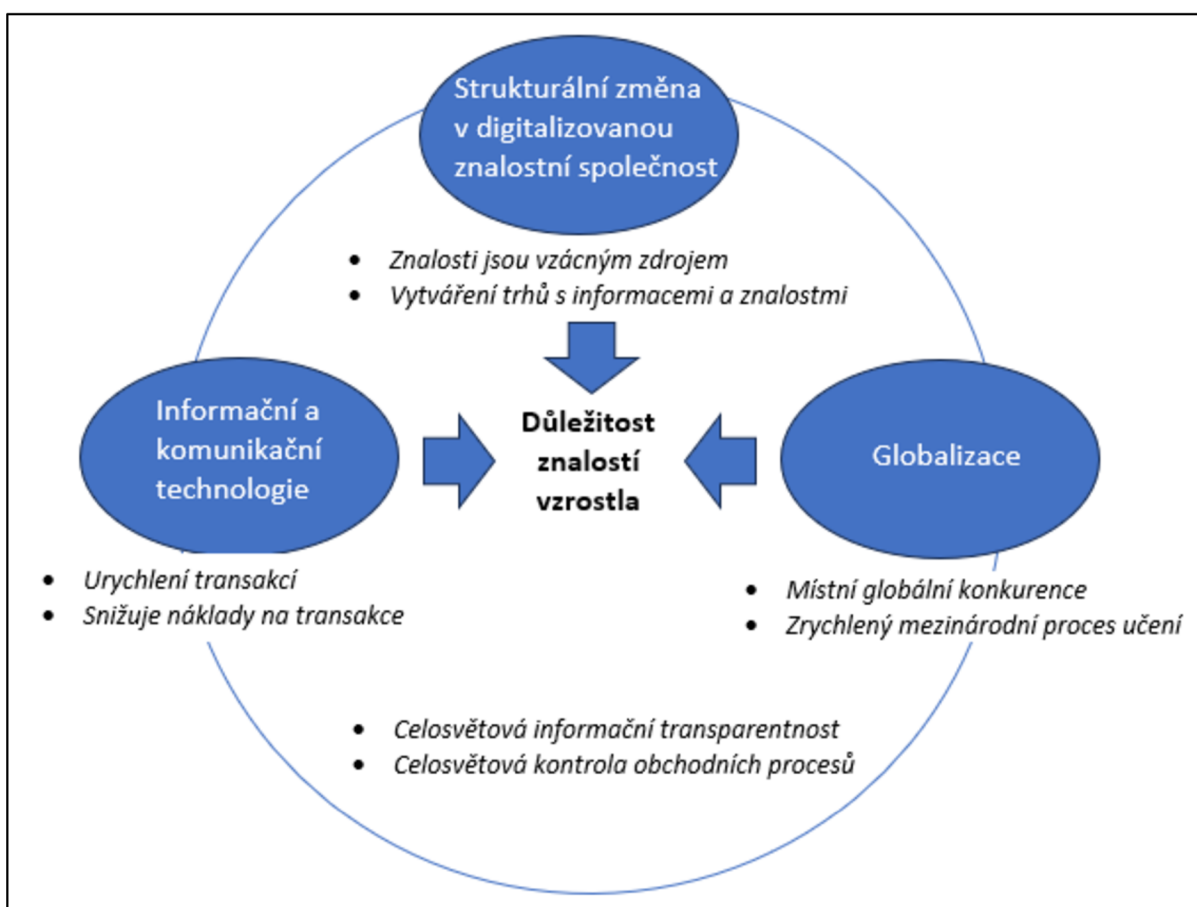 Strukturální změna
v digitalizovanou
znalostní společnost
• Znalosti jsou vzácným zdrojem
• Vytváření trhů s informacemi a znalostmi
Informační a
komunikační
technologie
Důležitost
znalostí
vzrostla
Globalizace
• Urychlení transakcí
• Snižuje náklady na transakce
• Místní globální konkurence
• Zrychlený mezinárodní proces učení
• Celosvětová informační transparentnost
• Celosvětová kontrola obchodních procesů